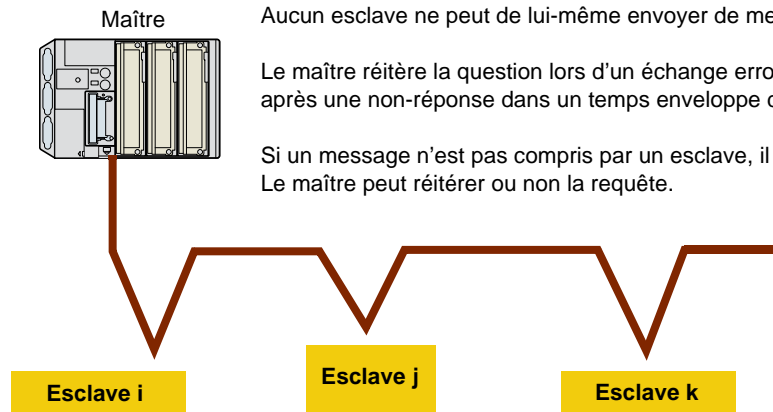 Maître
Aucun esclave ne peut de lui-même envoyer de
Le maître réitère la question lors d’un échange
après une non-réponse dans un temps enveloppe
Si un message n’est pas compris par un esclave, il
Le maître peut réitérer ou non la requête.
Esclave i
Esclave j
Esclave k